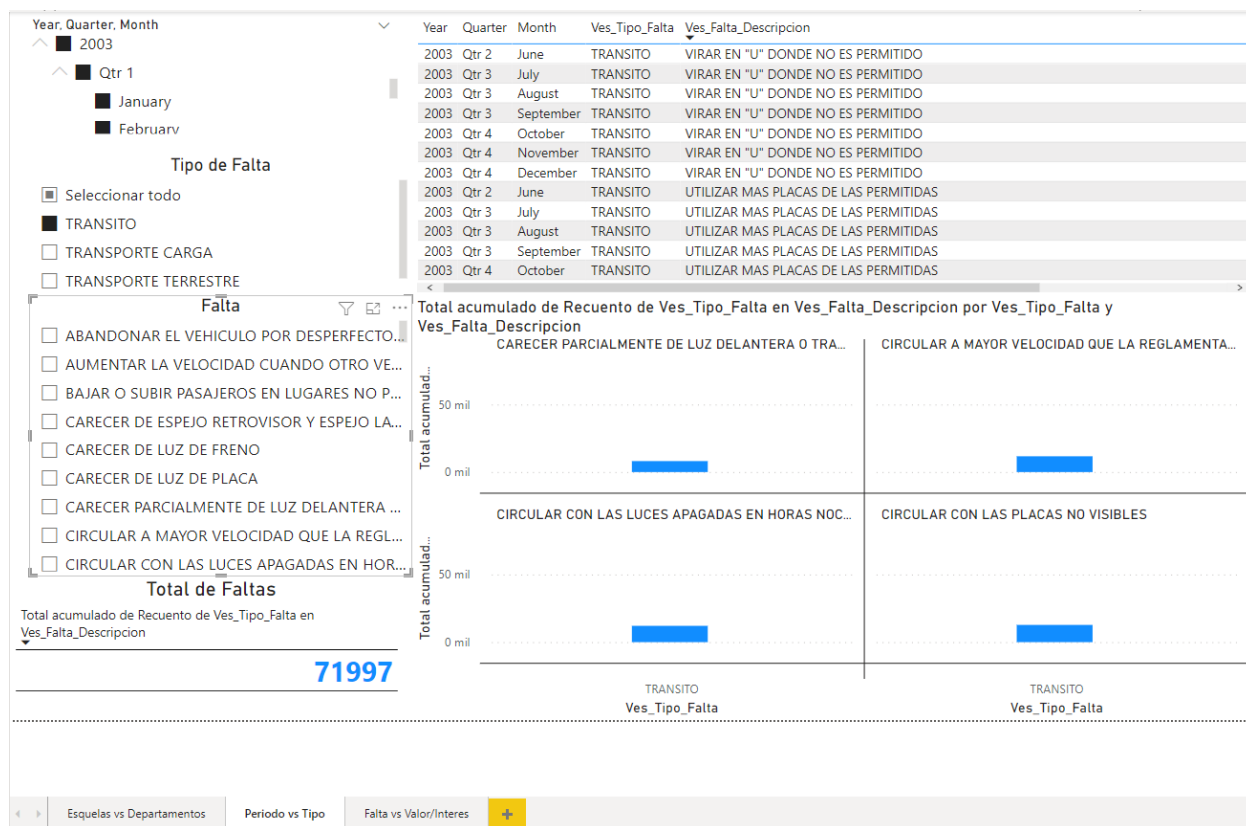 Year, Quarter, Month
2003
Qtr 1
January
February
Tipo de Falta
Seleccionar todo
TRANSITO
TRANSPORTE CARGA
TRANSPORTE TERRESTRE
Falta
ABANDONAR EL VEHICULO POR DESPERFECTO...
AUMENTAR LA VELOCIDAD CUANDO OTRO VE...
BAJAR O SUBIR PASAJEROS EN LUGARES NO P...
CARECER DE ESPEJO RETROVISOR Y ESPEJO LA...
CARECER DE LUZ DE FRENO
CARECER DE LUZ DE PLACA
CARECER PARCIALMENTE DE LUZ DELANTERA ...
CIRCULAR A MAYOR VELOCIDAD QUE LA REGL...
CIRCULAR CON LAS LUCES APAGADAS EN HOR...
Total de Faltas
Total acumulado de Recuento de Ves_Tipo_Falta en
Ves_Falta_Descripcion
71997
Year Quarter Month Ves_Tipo_Falta Ves_Falta_Descripcion
2003 Qtr 2 June TRANSITO VIRAR EN "U" DONDE NO ES PERMITIDO
2003 Qtr 3 July TRANSITO VIRAR EN "U" DONDE NO ES PERMITIDO
2003 Qtr 3 August TRANSITO VIRAR EN "U" DONDE NO ES PERMITIDO
2003 Qtr 3 September TRANSITO VIRAR EN "U" DONDE NO ES PERMITIDO
2003 Qtr 4 October TRANSITO VIRAR EN "U" DONDE NO ES PERMITIDO
2003 Qtr 4 November TRANSITO VIRAR EN "U" DONDE NO ES PERMITIDO
2003 Qtr 4 December TRANSITO VIRAR EN "U" DONDE NO ES PERMITIDO
2003 Qtr 2 June TRANSITO UTILIZAR MAS PLACAS DE LAS PERMITIDAS
2003 Qtr 3 July TRANSITO UTILIZAR MAS PLACAS DE LAS PERMITIDAS
2003 Qtr 3 August TRANSITO UTILIZAR MAS PLACAS DE LAS PERMITIDAS
2003 Qtr 3 September TRANSITO UTILIZAR MAS PLACAS DE LAS PERMITIDAS
2003 Qtr 4 October TRANSITO UTILIZAR MAS PLACAS DE LAS PERMITIDAS
Total acumulado de Recuento de Ves_Tipo_Falta en Ves_Falta_Descripcion por Ves_Tipo_Falta y
Ves_Falta_Descripcion
CARECER PARCIALMENTE DE LUZ DELANTERA O TRA...
CIRCULAR A MAYOR VELOCIDAD QUE LA REGLAMENTA...
Total acumulad...
50 mil
0 mil
CIRCULAR CON LAS LUCES APAGADAS EN HORAS NOC...
CIRCULAR CON LAS PLACAS NO VISIBLES
Total acumulad...
50 mil
0 mil
TRANSITO
TRANSITO
Ves_Tipo_Falta
Ves_Tipo_Falta
Esquelas vs Departamentos
Periodo vs Tipo
Falta vs Valor/Interes